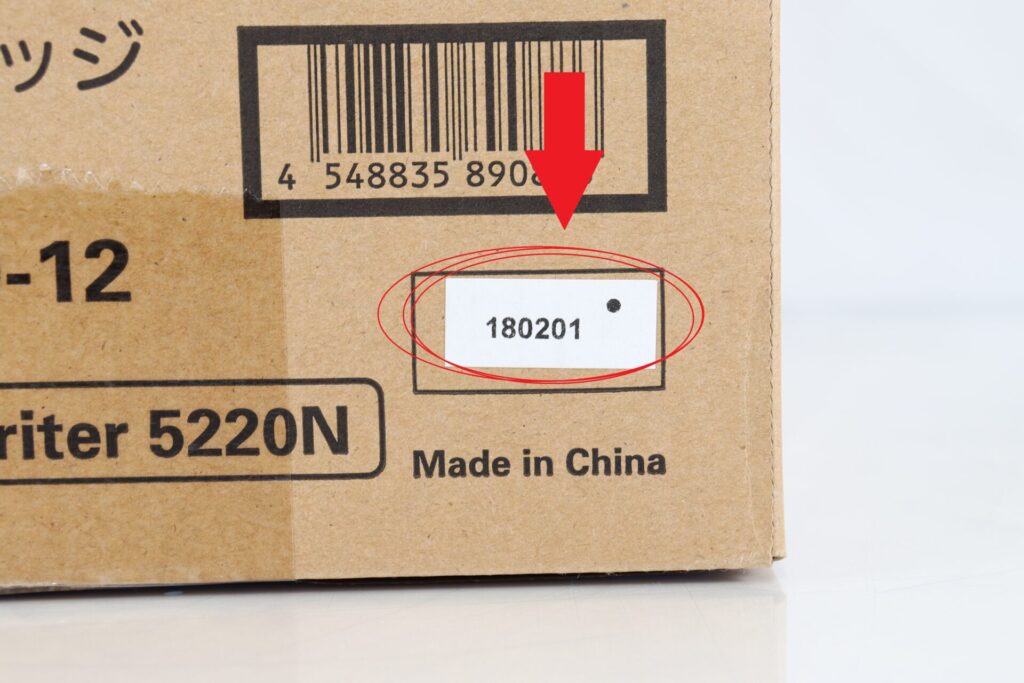 ッジ
4 548835 890
-12
180201
riter 5220N
Made in China